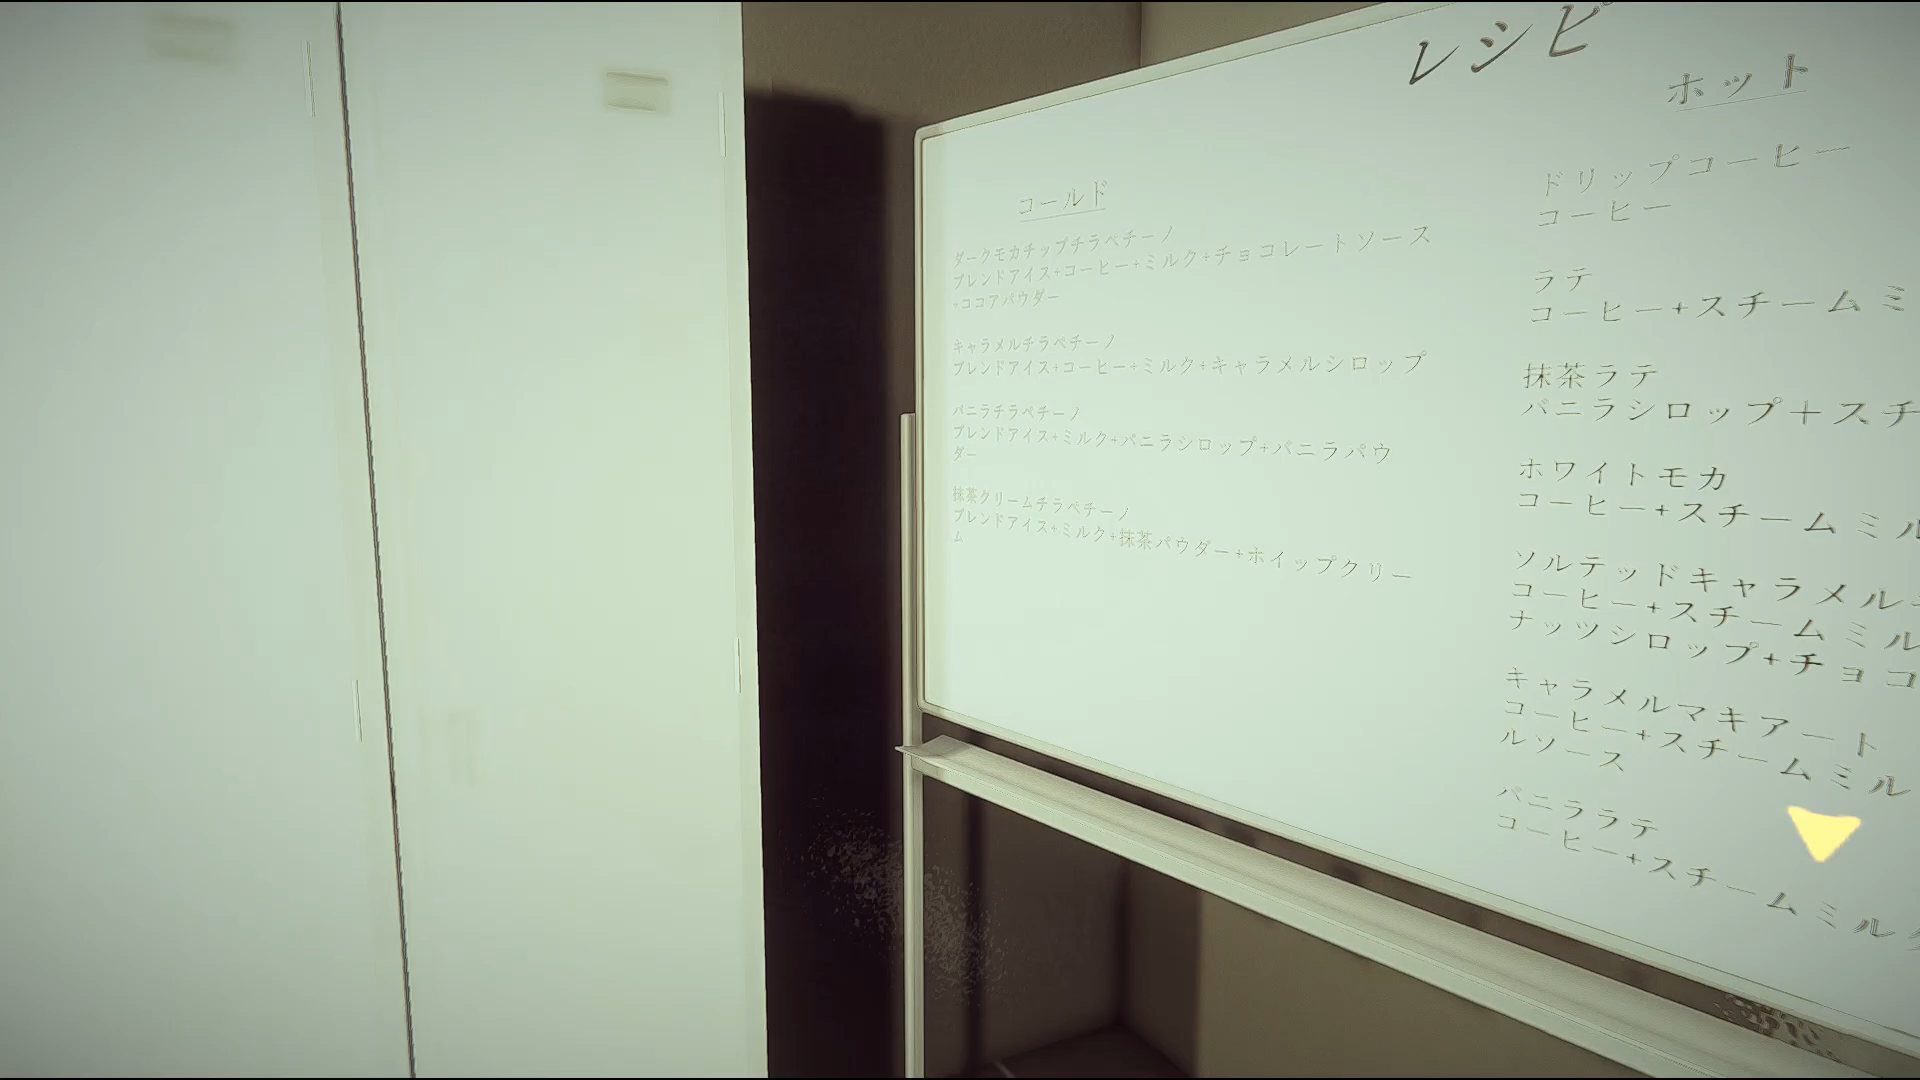 レシピ
コールド
ダークモカチップチラペチーノ
ブレンドアイス+コーヒー+ミルク+チョコレートソース
+ココアパウダー
キャラメルチラペチーノ
ブレンドアイス+コーヒー+ミルク+キャラメルシロップ
バニラチラペチーノ
ブレンドアイス+ミルク+バニラシロップ+バニラパウ
ダー
抹茶クリームチラペチーノ
ブレンドアイス+ミルク+抹茶パウダー+ホイップクリー
ム
ホット
ドリップコーヒー
コーヒー
ラテ
コーヒー+スチームミ
抹茶ラテ
バニラシロップ+スチ
ホワイトモカ
コーヒー+スチームミル
ソルテッドキャラメル
コーヒー+スチームミル
ナッツシロップ+チョコ
キャラメルマキアート
コーヒー+スチームミル
ルソース
バニララテ
コーヒー+スチームミルク